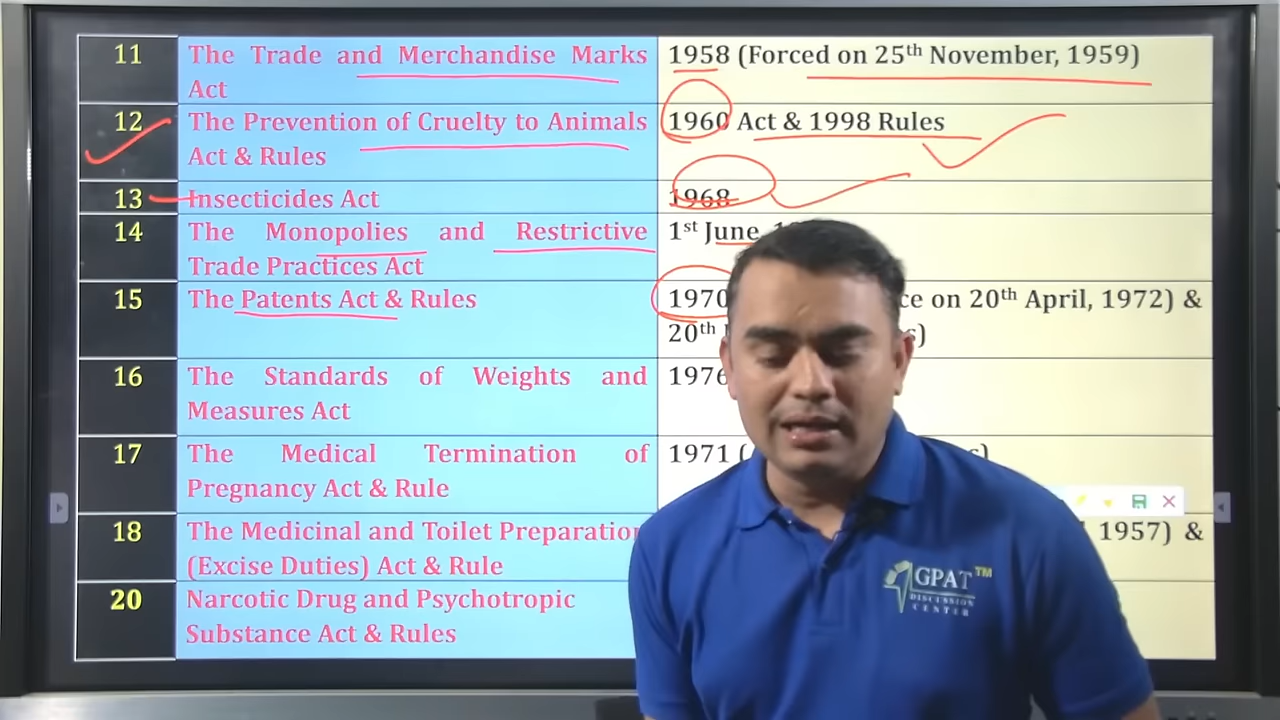 11 The Trade and Merchandise Marks 1958 (Forced on 25th November, 1959)
Act
12 The Prevention of Cruelty to Animals 1960 Act & 1998 Rules
Act & Rules
13 Insecticides Act 1968
14 The Monopolies and Restrictive 1st June,
Trade Practices Act
15 The Patents Act & Rules 1970 on 20th April, 1972) &
20th
16 The Standards of Weights and 1976
Measures Act
17 The Medical Termination of 1971 (
Pregnancy Act & Rule
18 The Medicinal and Toilet Preparation 1957) &
(Excise Duties) Act & Rule
20 Narcotic Drug and Psychotropic
Substance Act & Rules
GPAT TM
DISCUSSION
CENTER